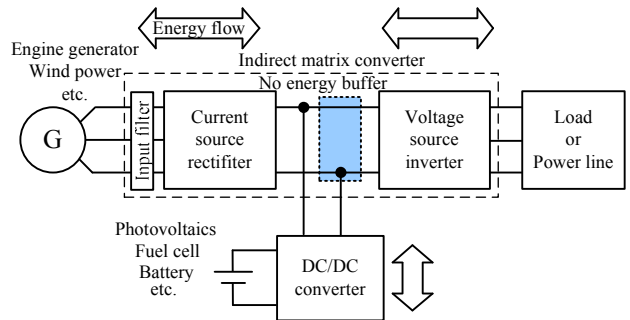 Energy flow
Engine generator
Wind power
etc.
Indirect matrix converter
No energy buffer
G
Input filter
Current
source
rectifiter
Voltage
source
inverter
Load
or
Power line
Photovoltaics
Fuel cell
Battery
etc.
DC/DC
converter